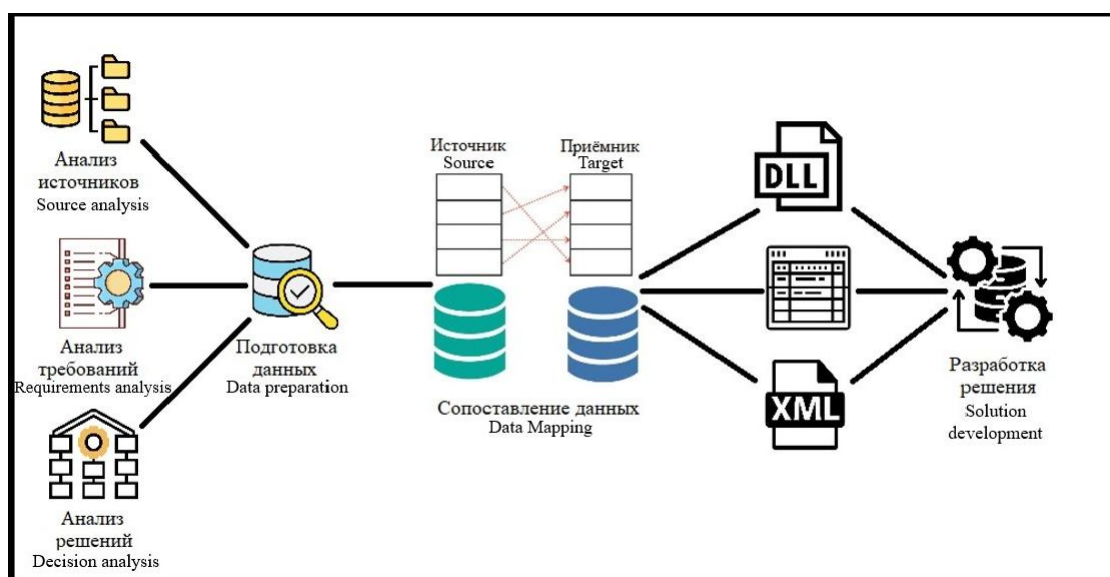 Анализ
источников
Source analysis
Анализ
требований
Requirements analysis
Анализ
решений
Decision analysis
Подготовка
данных
Data preparation
Источник
Source
Приёмник
Target
Сопоставление данных
Data Mapping
DLL
XML
Разработка
решения
Solution
development